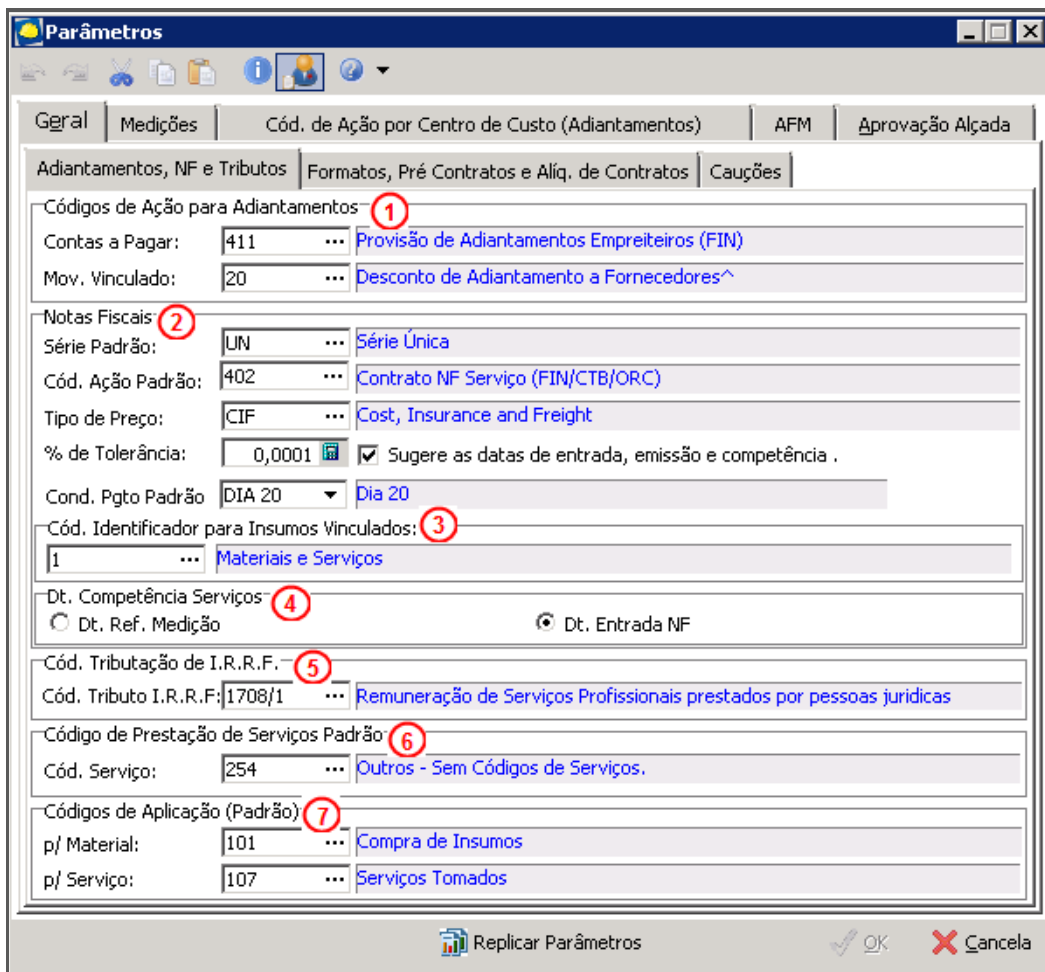 Parâmetros
Geral Medições Cód. de Ação por Centro de Custo (Adiantamentos) AFM Aprovação Alçada
Adiantamentos, NF e Tributos Formatos, Pré Contratos e Alíq. de Contratos Cauções
Códigos de Ação para Adiantamentos 1
Contas a Pagar: 411 ... Provisão de Adiantamentos Empreiteiros (FIN)
Mov. Vinculado: 20 ... Desconto de Adiantamento a Fornecedores^
Notas Fiscais 2
Série Padrão: UN ... Série Única
Cód. Ação Padrão: 402 ... Contrato NF Serviço (FIN/CTB/ORC)
Tipo de Preço: CIF ... Cost, Insurance and Freight
% de Tolerância: 0,0001 Sugere as datas de entrada, emissão e competência .
Cond. Pgto Padrão DIA 20 Dia 20
Cód. Identificador para Insumos Vinculados: 3
1 ... Materiais e Serviços
Dt. Competência Serviços 4
Dt. Ref. Medição Dt. Entrada NF
Cód. Tributação de I.R.R.F. 5
Cód. Tributo I.R.R.F: 1708/1 ... Remuneração de Serviços Profissionais prestados por pessoas juridicas
Código de Prestação de Serviços Padrão 6
Cód. Serviço: 254 ... Outros - Sem Códigos de Serviços.
Códigos de Aplicação (Padrão) 7
p/ Material: 101 ... Compra de Insumos
p/ Serviço: 107 ... Serviços Tomados
Replicar Parâmetros OK Cancela